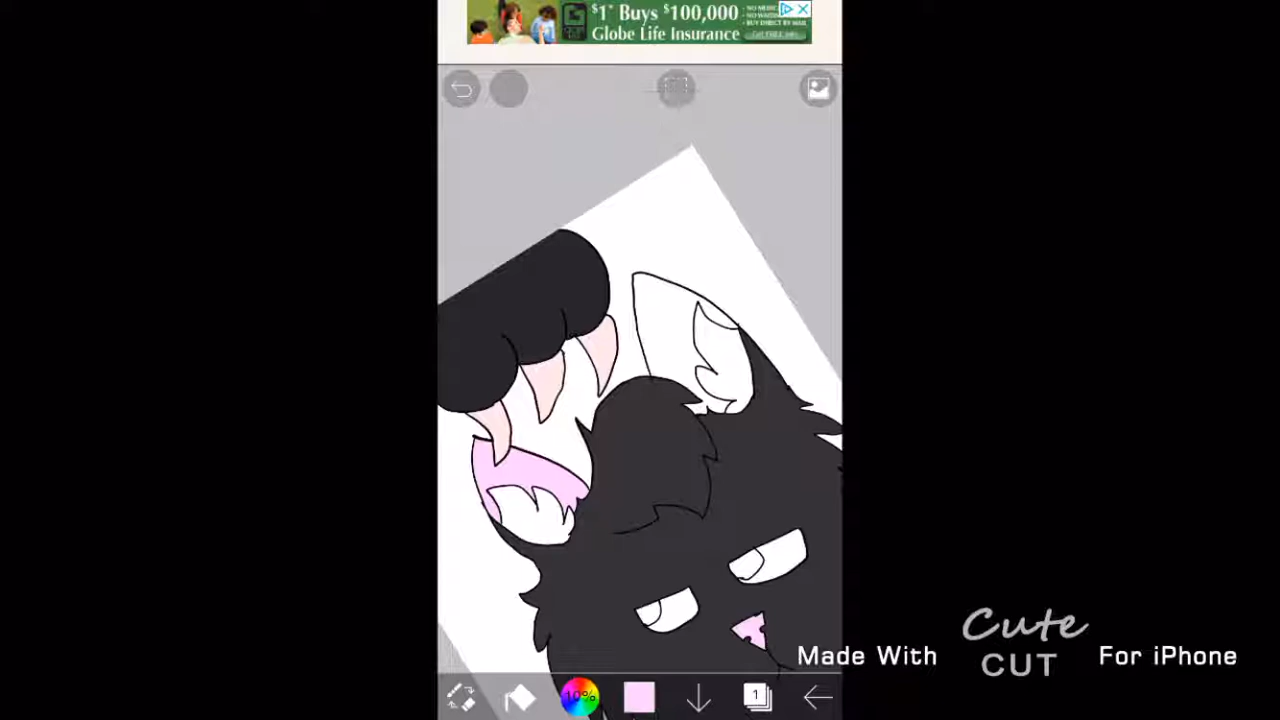 $1* Buys $100,000
Globe Life Insurance
10%
1
Made With Cute CUT For iPhone